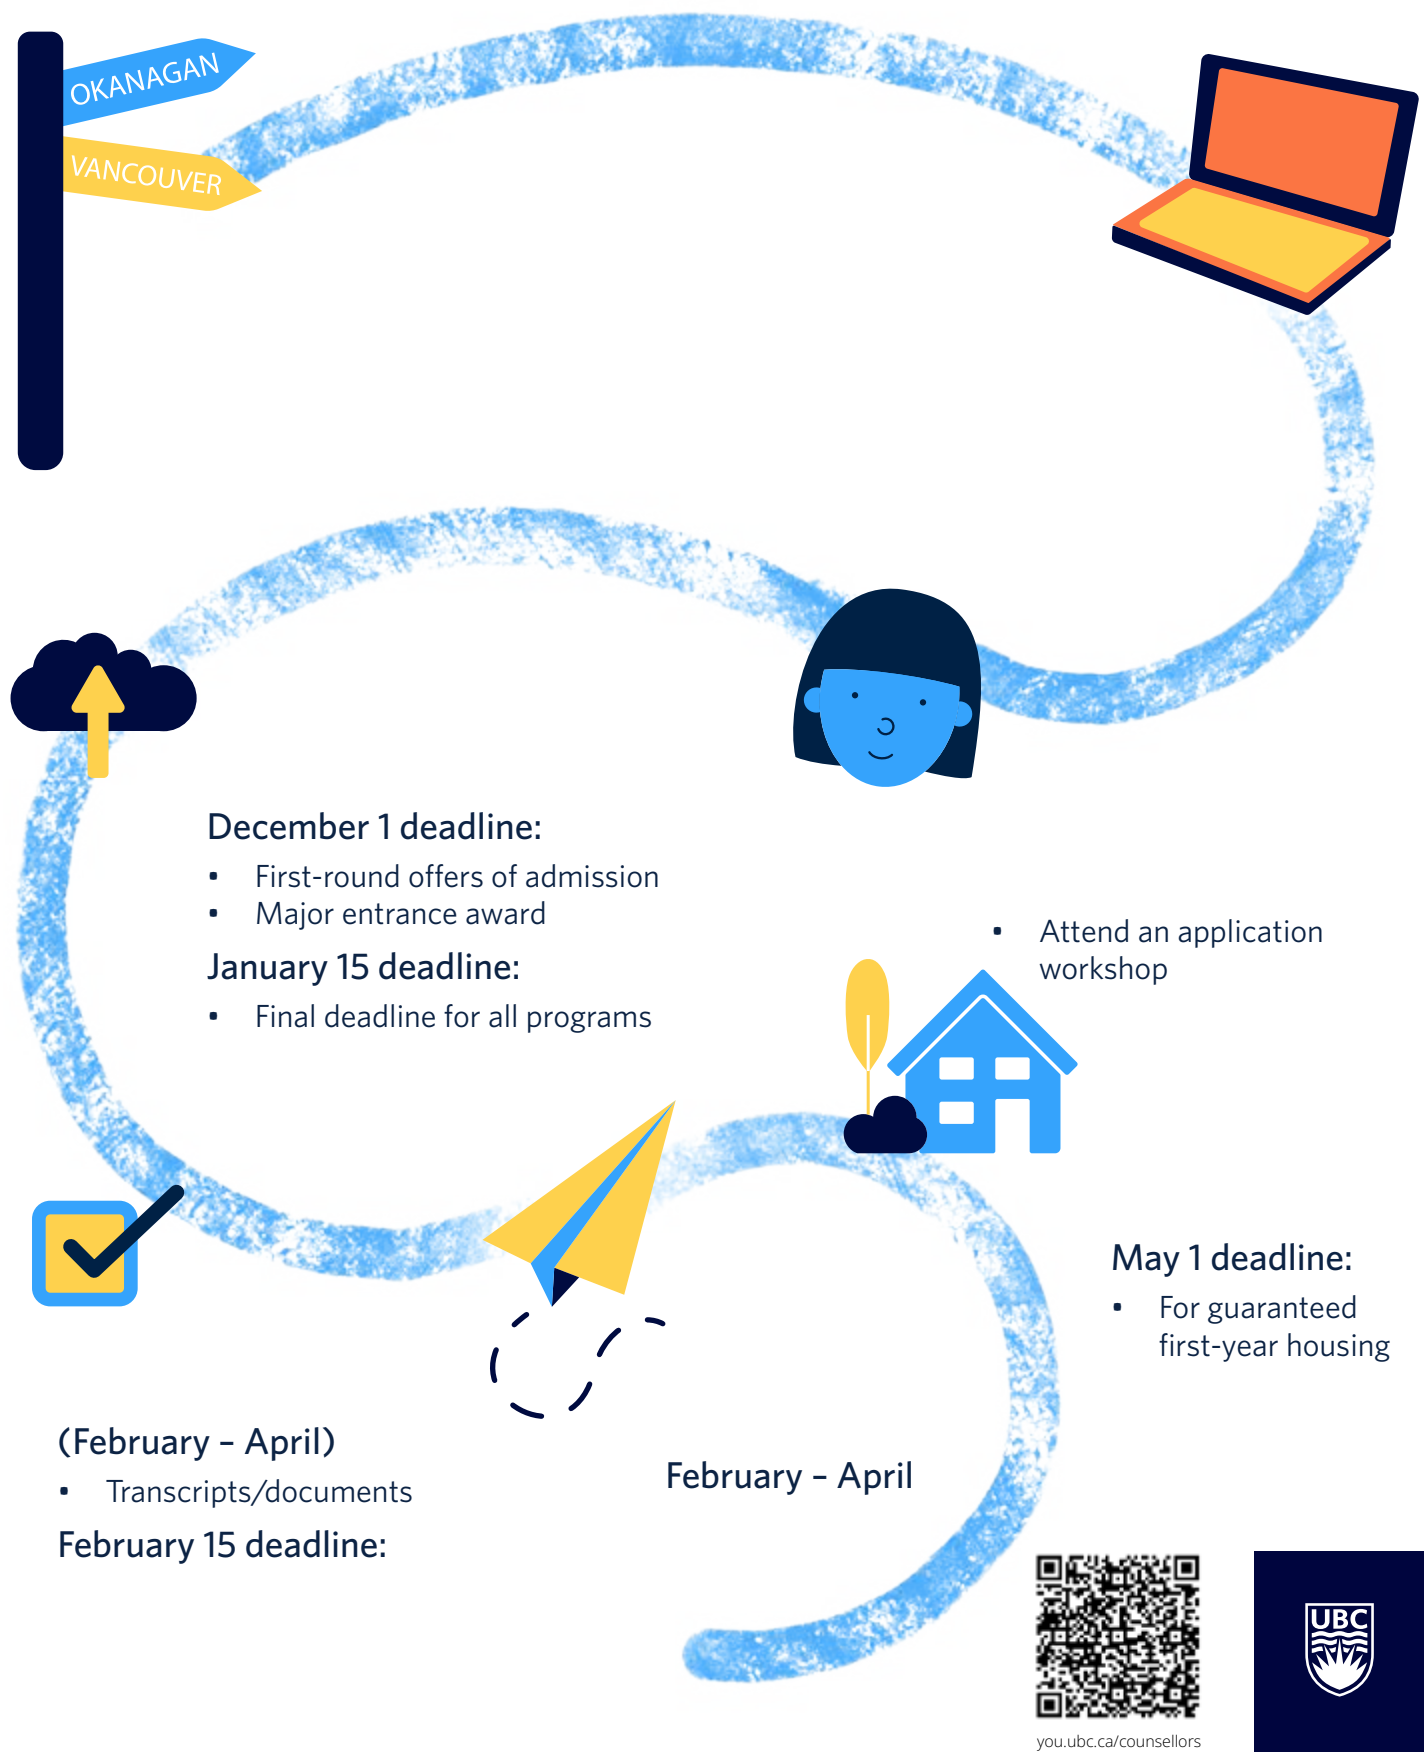 OKANAGAN
VANCOUVER
December 1 deadline:
• First-round offers of admission
• Major entrance award
January 15 deadline:
• Final deadline for all programs
• Attend an application
workshop
May 1 deadline:
• For guaranteed
first-year housing
(February – April)
• Transcripts/documents
February 15 deadline:
February – April
UBC
you.ubc.ca/counsellors